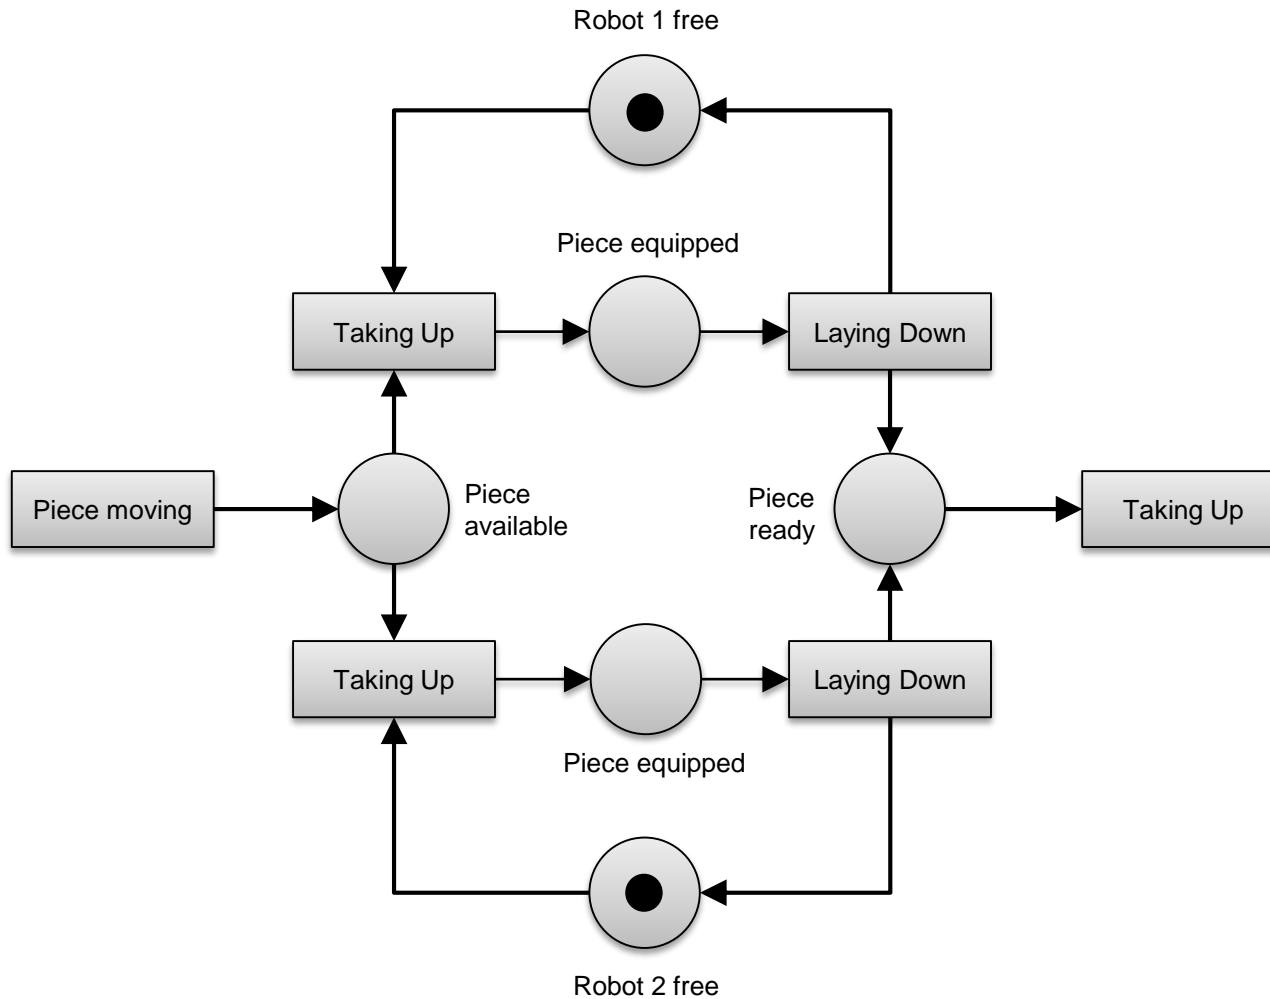 Robot 1 free
Piece equipped
Taking Up
Laying Down
Piece moving
Piece
available
Piece
ready
Taking Up
Taking Up
Laying Down
Piece equipped
Robot 2 free